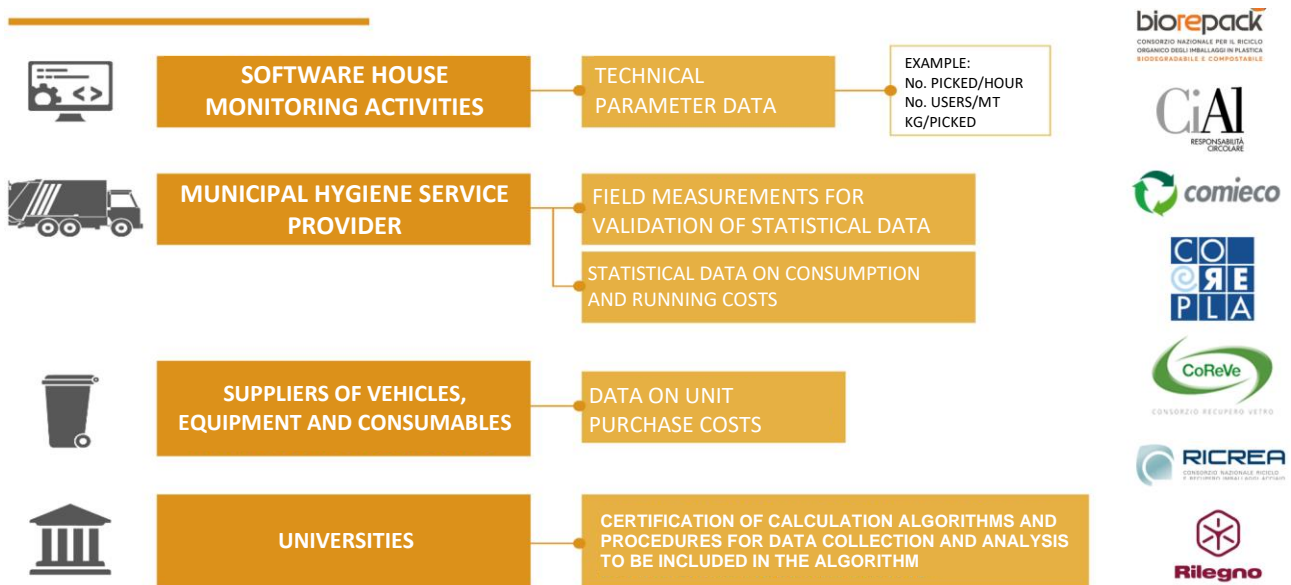 SOFTWARE HOUSE
MONITORING ACTIVITIES
TECHNICAL
PARAMETER DATA
EXAMPLE:
No. PICKED/HOUR
No. USERS/MT
KG/PICKED
MUNICIPAL HYGIENE SERVICE
PROVIDER
FIELD MEASUREMENTS FOR
VALIDATION OF STATISTICAL DATA
STATISTICAL DATA ON CONSUMPTION
AND RUNNING COSTS
SUPPLIERS OF VEHICLES,
EQUIPMENT AND CONSUMABLES
DATA ON UNIT
PURCHASE COSTS
UNIVERSITIES
CERTIFICATION OF CALCULATION ALGORITHMS AND
PROCEDURES FOR DATA COLLECTION AND ANALYSIS
TO BE INCLUDED IN THE ALGORITHM
biorepack
CONSORZIO NAZIONALE PER IL RICICLO
ORGANICO DEGLI IMBALLAGGI IN PLASTICA
BIODEGRADABILE E COMPOSTABILE
CiAl
RESPONSABILITÀ
CIRCOLARE
comieco
CO
RE
PLA
CoReVe
CONSORZIO RECUPERO VETRO
RICREA
CONSORZIO NAZIONALE RICICLO
E RECUPERO IMBALLAGGI ACCIAIO
Rilegno